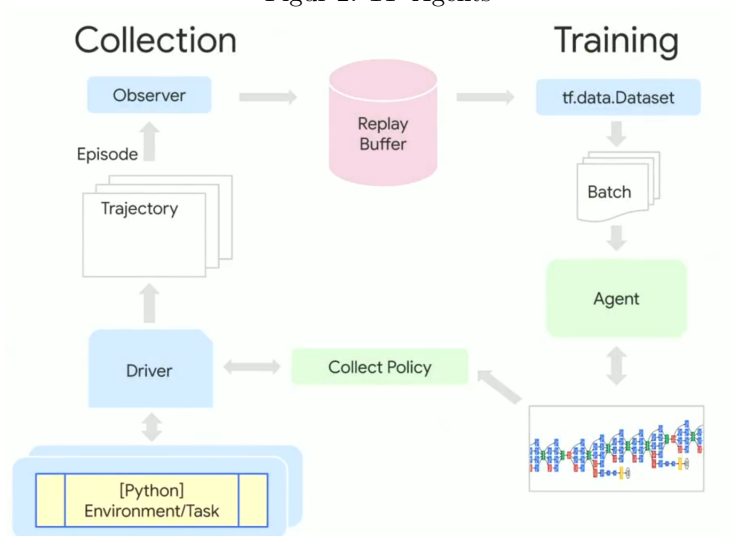 Collection
Training
Observer
Replay
Buffer
tf.data.Dataset
Episode
Trajectory
Batch
Agent
Driver
Collect Policy
[Python]
Environment/Task